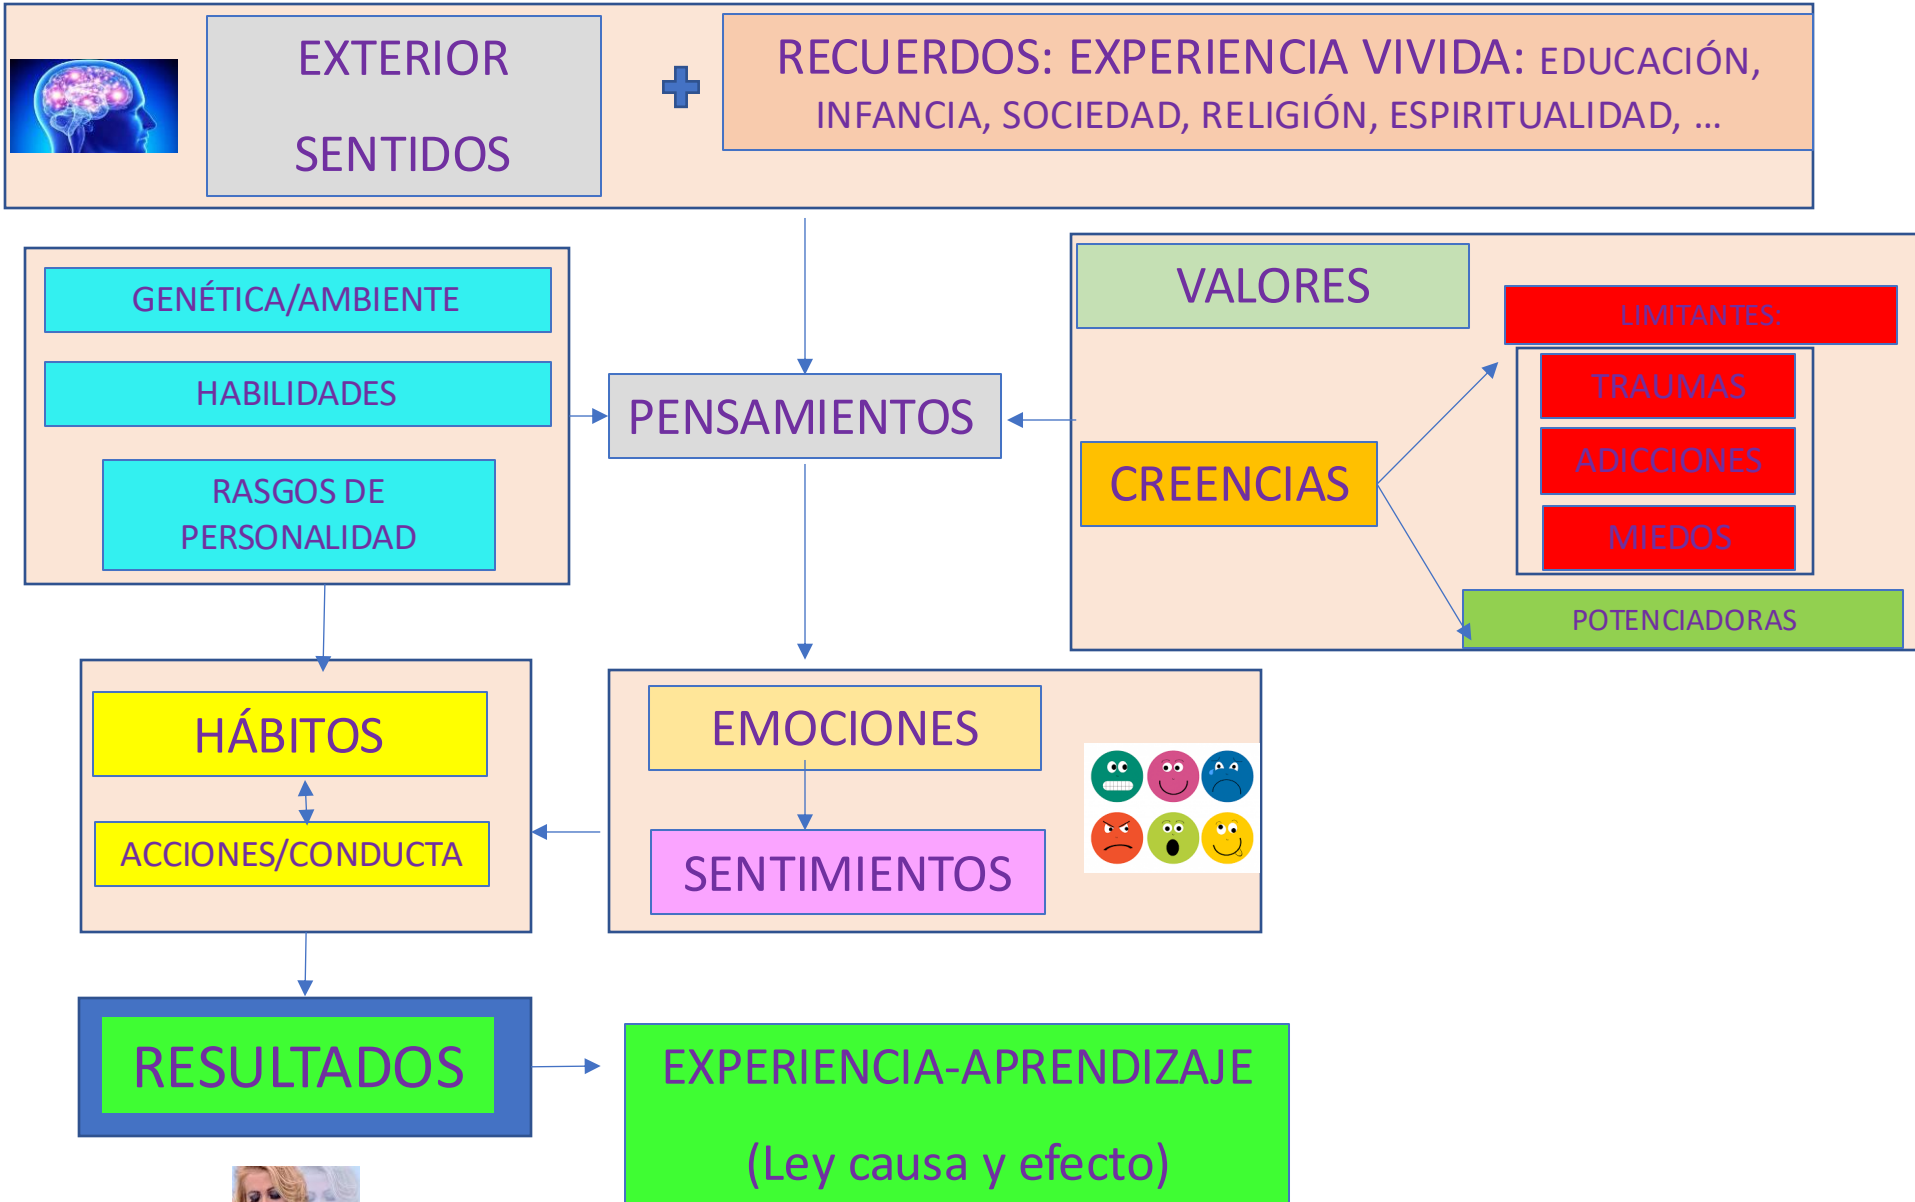 EXTERIOR
SENTIDOS
RECUERDOS: EXPERIENCIA VIVIDA: EDUCACIÓN,
INFANCIA, SOCIEDAD, RELIGIÓN, ESPIRITUALIDAD, ...
GENÉTICA/AMBIENTE
HABILIDADES
RASGOS DE
PERSONALIDAD
PENSAMIENTOS
VALORES
CREENCIAS
LIMITANTES:
TRAUMAS
ADICCIONES
MIEDOS
POTENCIADORAS
HÁBITOS
ACCIONES/CONDUCTA
EMOCIONES
SENTIMIENTOS
RESULTADOS
EXPERIENCIA-APRENDIZAJE
(Ley causa y efecto)